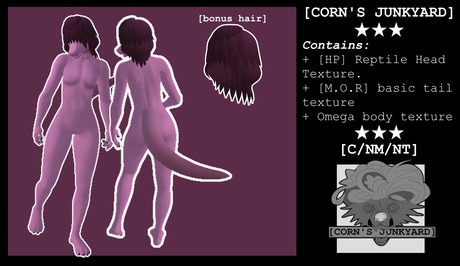 [bonus hair]
[CORN'S JUNKYARD]
★★★
Contains:
+ [HP] Reptile Head
Texture.
+ [M.O.R] basic tail
texture
+ Omega body texture
★★★
[C/NM/NT]
[CORN'S JUNKYARD]